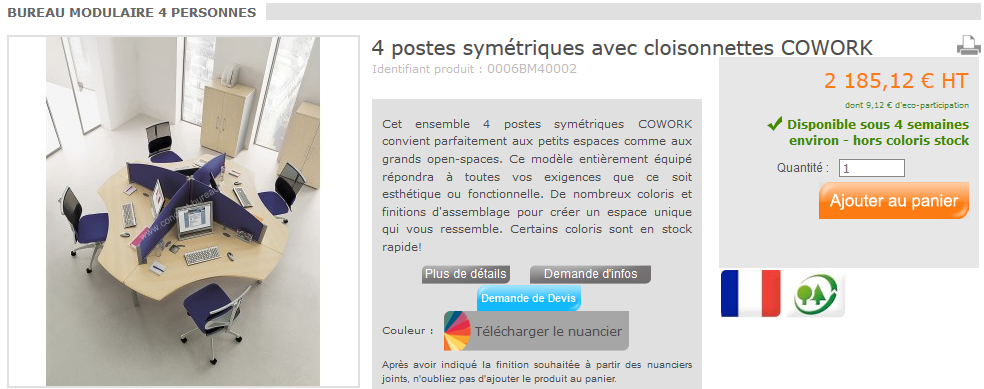 BUREAU MODULAIRE 4 PERSONNES
4 postes symétriques avec cloisonnettes COWORK
Identifiant produit : 0006BM40002
2 185,12 € HT
dont 9,12 € d'eco-participation
Disponible sous 4 semaines
environ - hors coloris stock
Quantité : 1
Ajouter au panier
Cet ensemble 4 postes symétriques COWORK
convient parfaitement aux petits espaces comme aux
grands open-spaces. Ce modèle entièrement équipé
répondra à toutes vos exigences que ce soit
esthétique ou fonctionnelle. De nombreux coloris et
finitions d'assemblage pour créer un espace unique
qui vous ressemble. Certains coloris sont en stock
rapide!
Plus de détails Demande d'infos
Demande de Devis
Couleur : Télécharger le nuancier
Après avoir indiqué la finition souhaitée à partir des nuanciers
joints, n'oubliez pas d'ajouter le produit au panier.